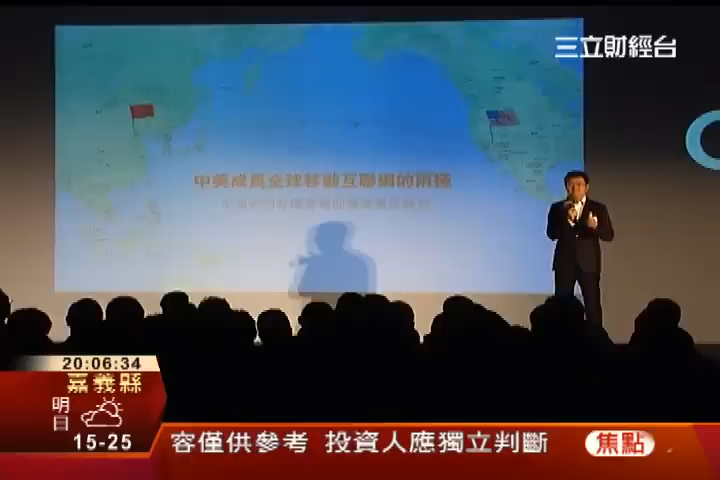 三立財經台
中美成長全球移動互聯網的兩極
20:06:34
嘉義縣
明日
15-25
容僅供參考 投資人應獨立判斷
焦點